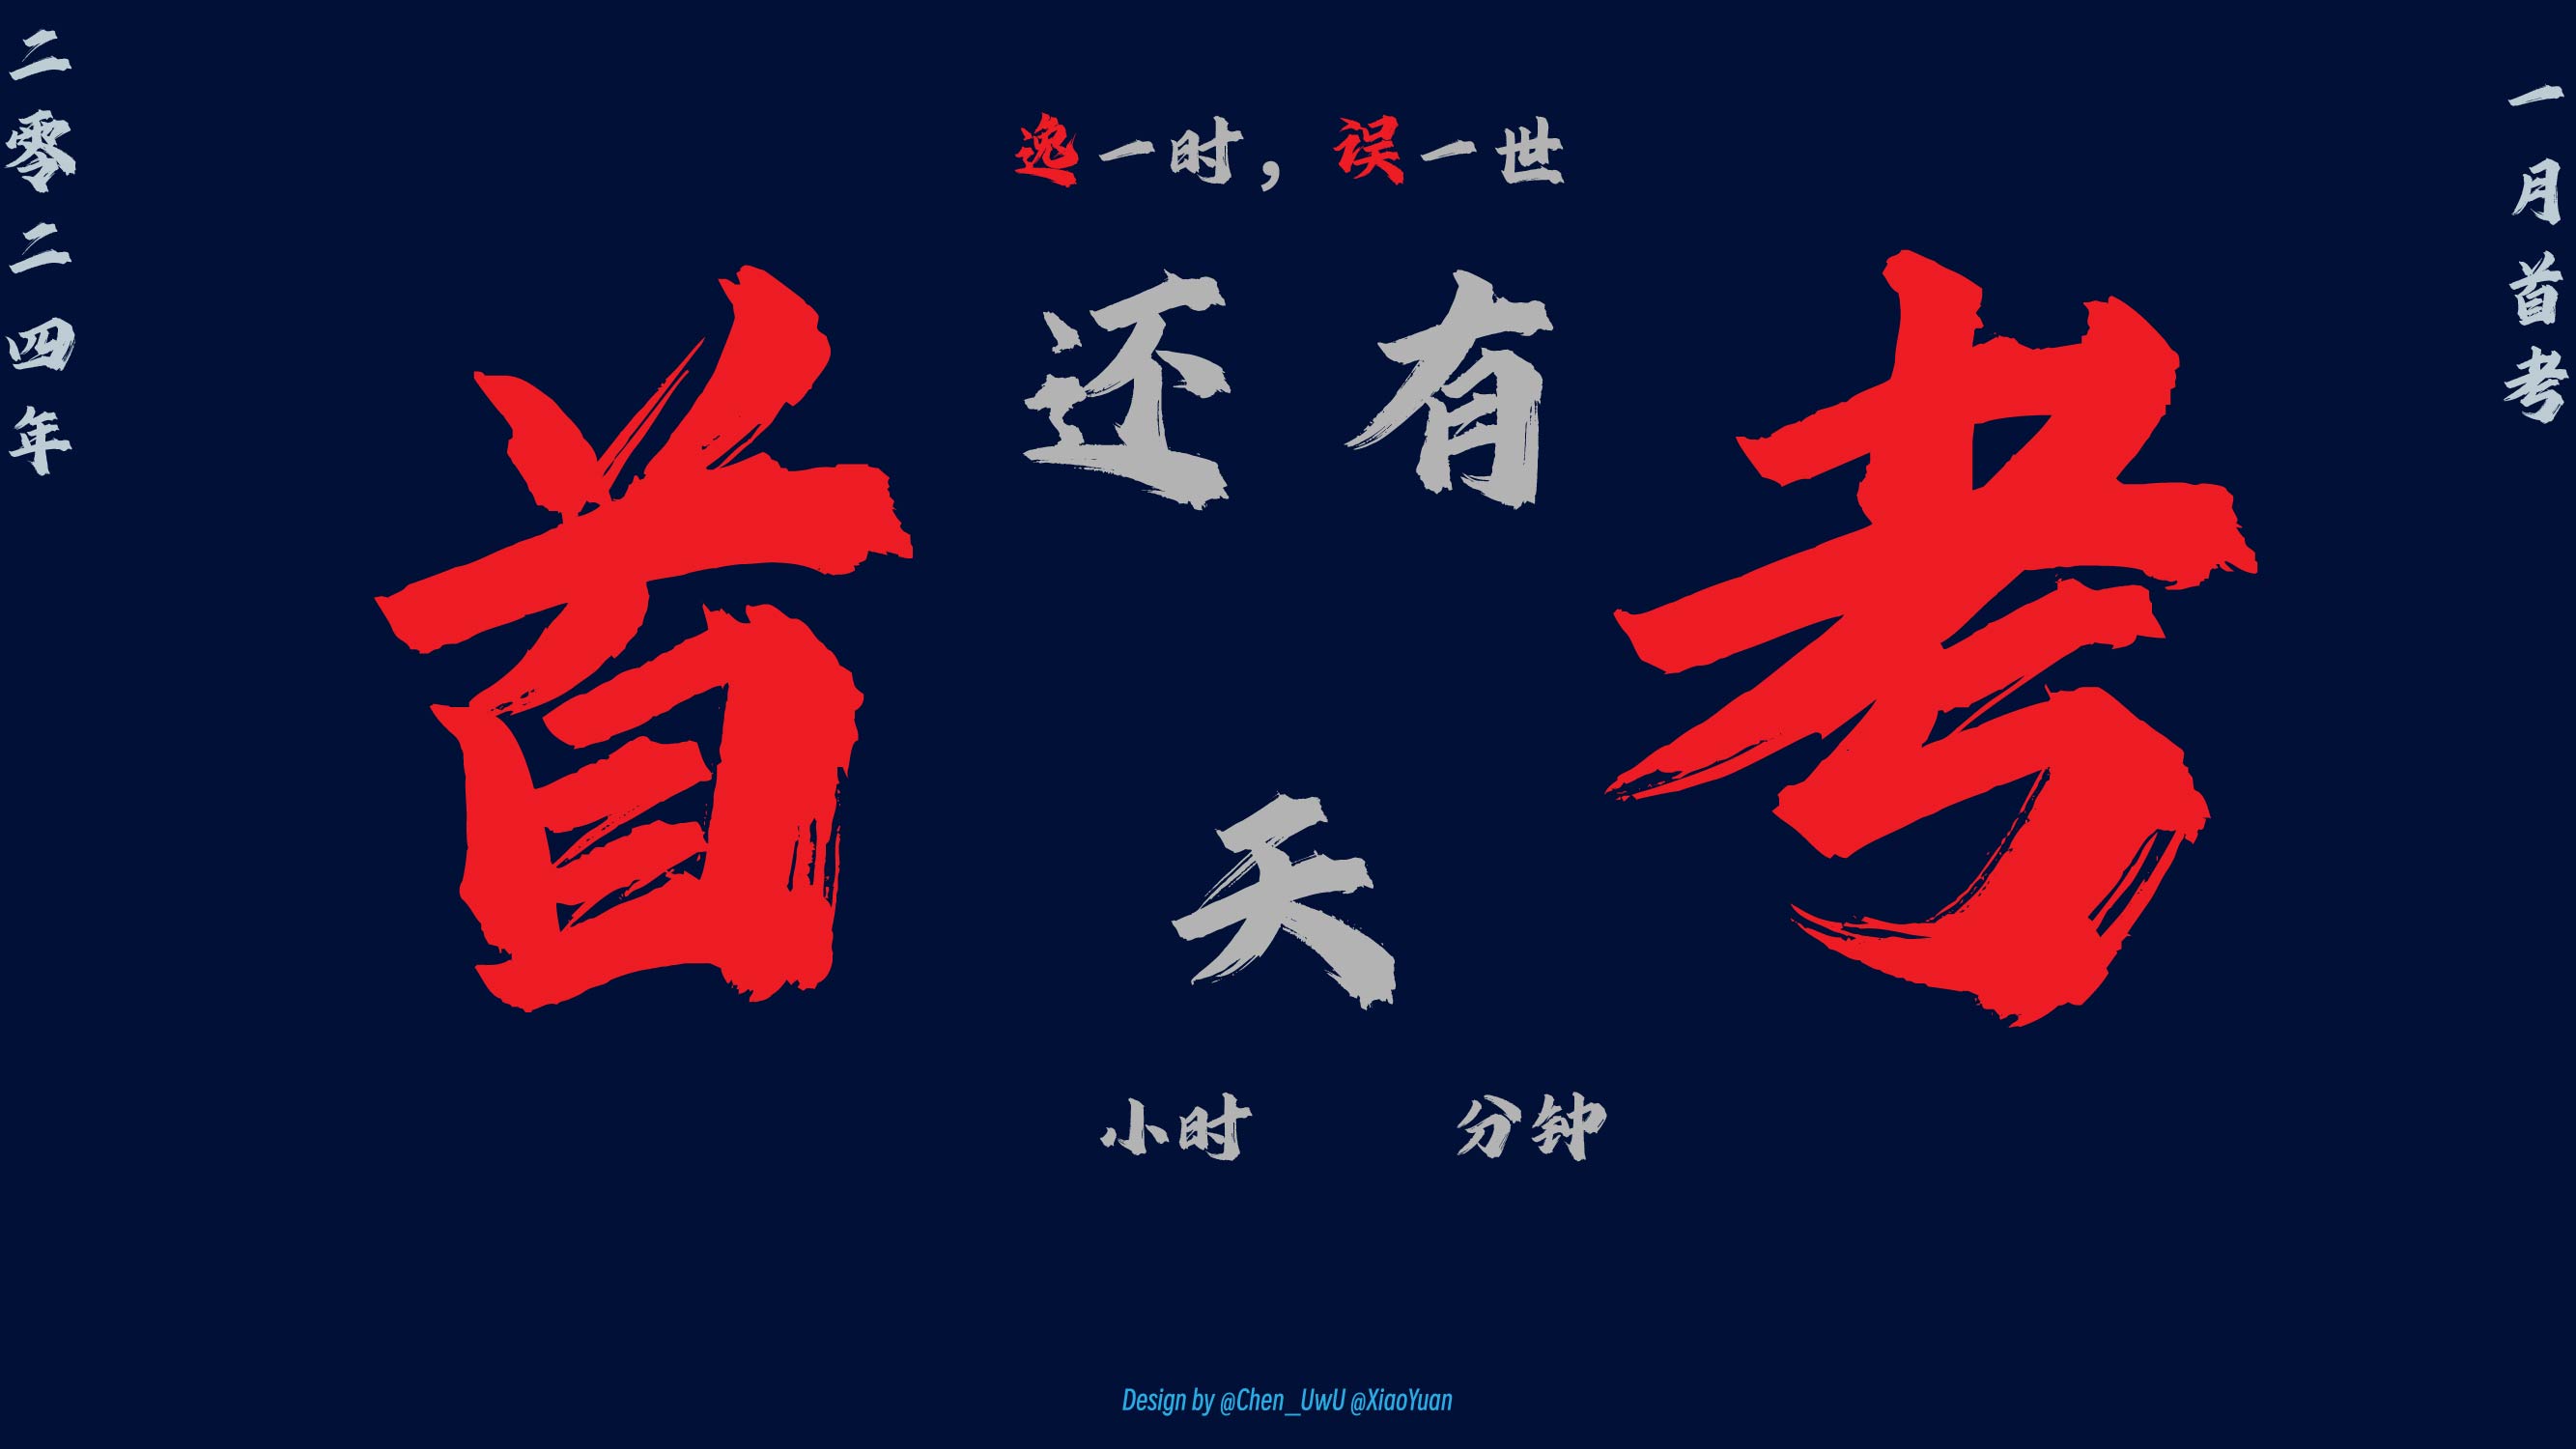 二零二四年
一月首考
逸一时，误一世
首
还有
考
天
小时 分钟
Design by @Chen_UwU @XiaoYuan